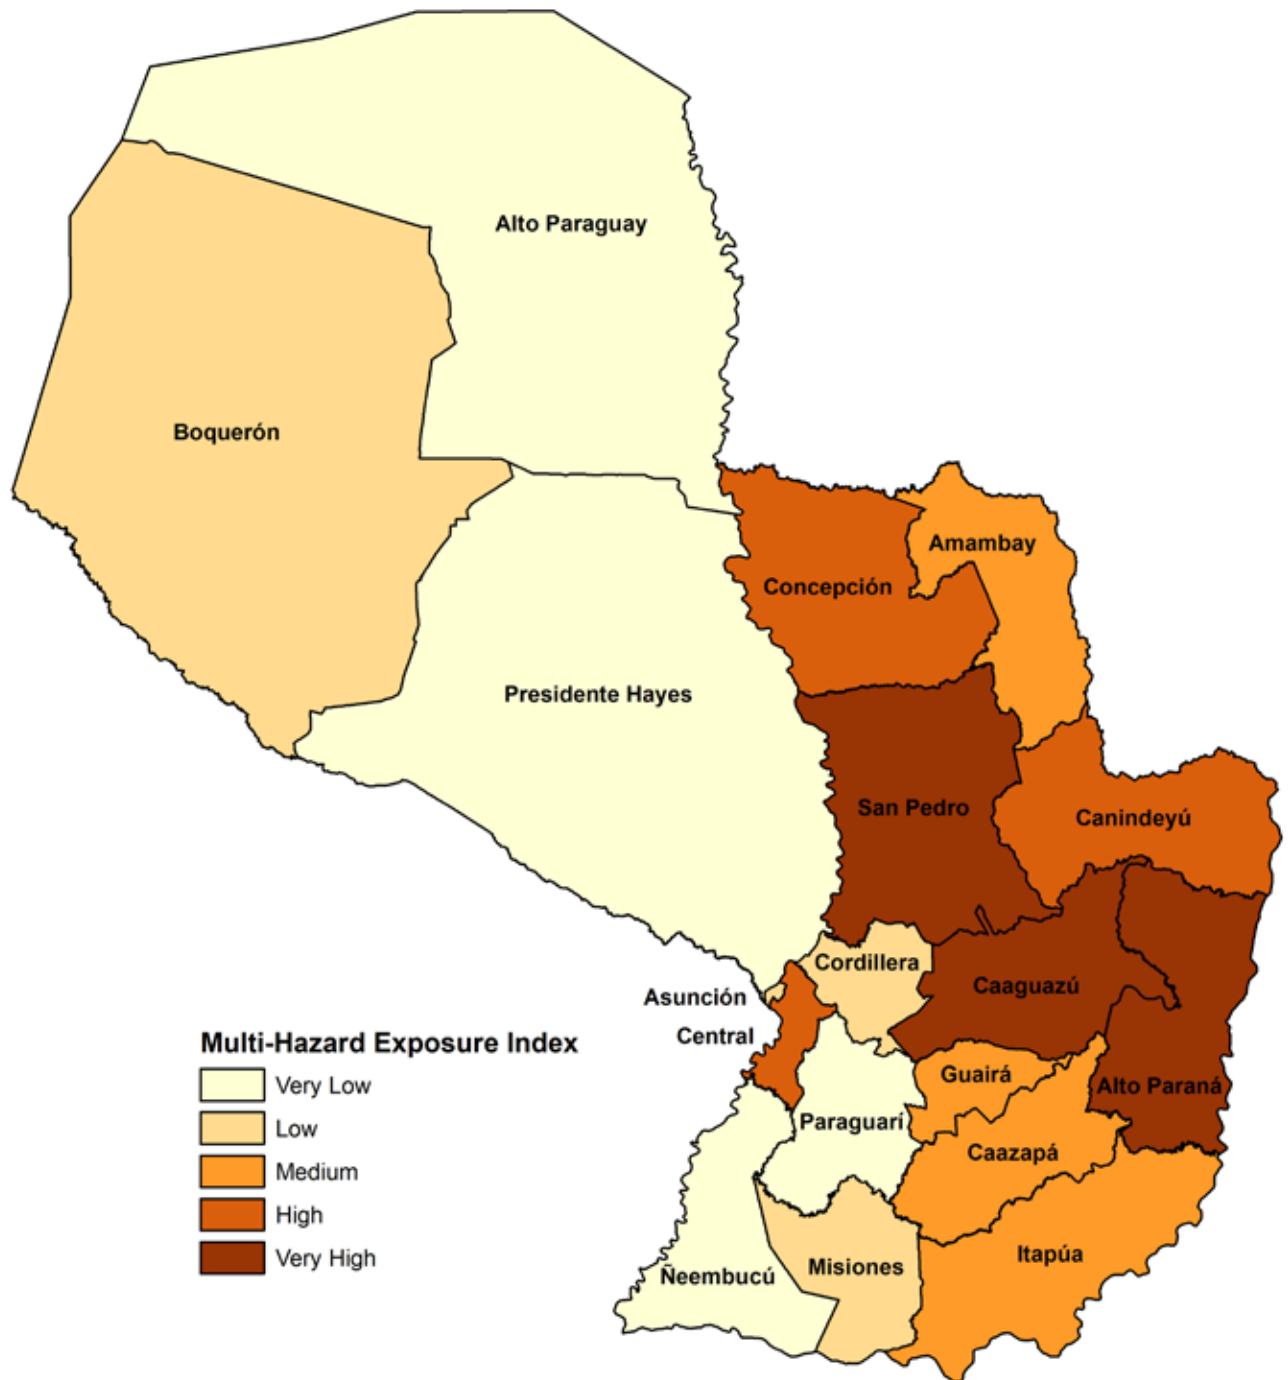 Alto Paraguay
Boquerón
Amambay
Concepción
Presidente Hayes
San Pedro
Canindeyú
Cordillera
Caaguazú
Asunción
Central
Guairá
Alto Paraná
Paraguarí
Caazapá
Itapúa
Misiones
Ñeembucú
Multi-Hazard Exposure Index
Very Low
Low
Medium
High
Very High